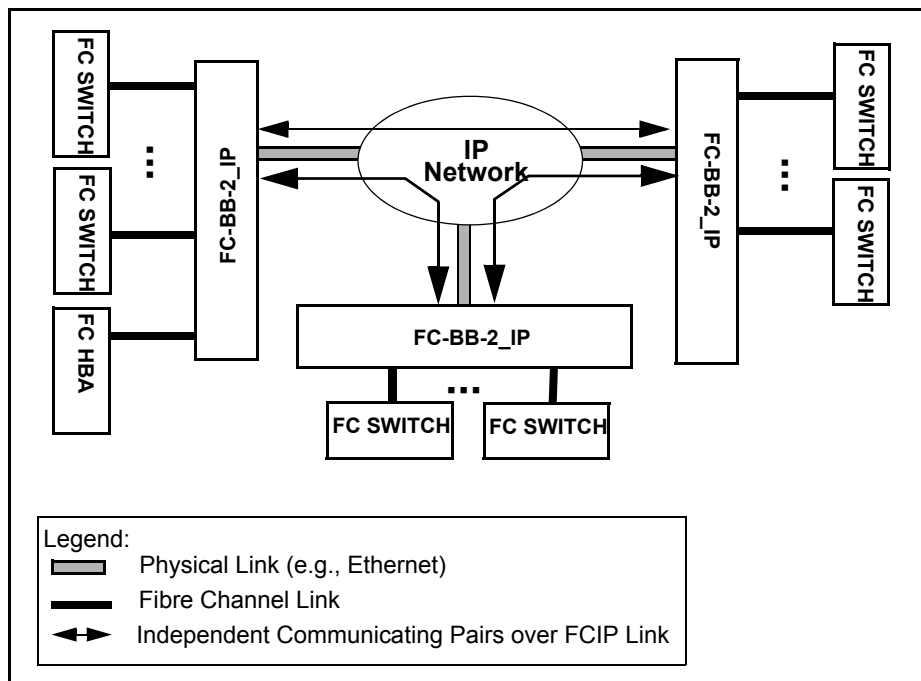 FC SWITCH
...
FC SWITCH
FC HBA
FC-BB-2_IP
IP
Network
FC-BB-2_IP
FC SWITCH
...
FC SWITCH
FC-BB-2_IP
...
FC SWITCH
FC SWITCH
Legend:
Physical Link (e.g., Ethernet)
Fibre Channel Link
Independent Communicating Pairs over FCIP Link